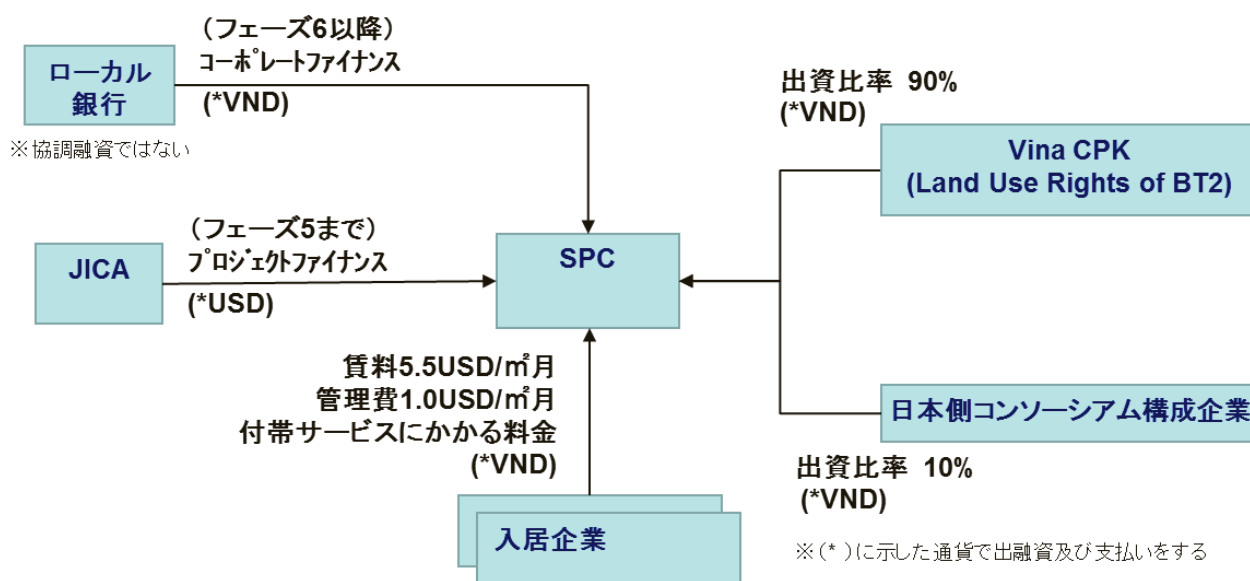 (フェーズ6以降)
コーポレートファイナンス
(*VND)
ローカル
銀行
※協調融資ではない
(フェーズ5まで)
プロジェクトファイナンス
(*USD)
JICA
SPC
出資比率 90%
(*VND)
Vina CPK
(Land Use Rights of BT2)
日本側コンソーシアム構成企業
出資比率 10%
(*VND)
賃料5.5USD/㎡月
管理費1.0USD/㎡月
付帯サービスにかかる料金
(*VND)
入居企業
※(* )に示した通貨で出融資及び支払いをする